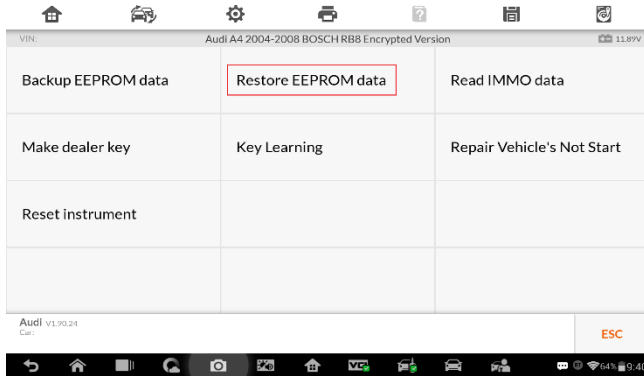 VIN:
Audi A4 2004-2008 BOSCH RB8 Encrypted Version
11.89V
Backup EEPROM data
Restore EEPROM data
Read IMMO data
Make dealer key
Key Learning
Repair Vehicle's Not Start
Reset instrument
Audi V1.90.24
Car:
ESC
64%